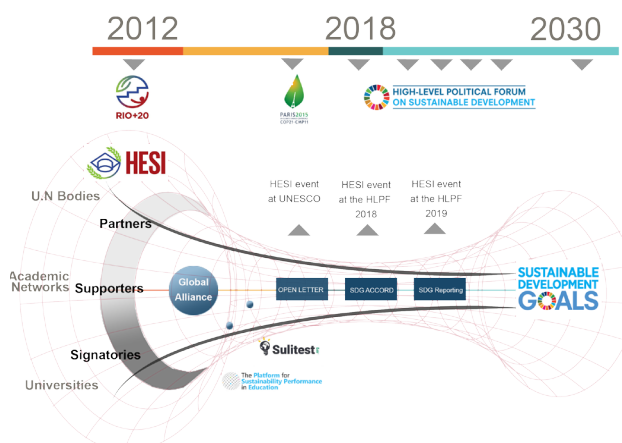 2012
2018
2030
RIO+20
PARIS2015
COP21·CMP11
HIGH-LEVEL POLITICAL FORUM
ON SUSTAINABLE DEVELOPMENT
HESI
U.N Bodies
Partners
HESI event
at UNESCO
HESI event
at the HLPF
2018
HESI event
at the HLPF
2019
Academic
Networks
Supporters
Global
Alliance
OPEN LETTER
SDG ACCORD
SDG Reporting
SUSTAINABLE
DEVELOPMENT
GOALS
Signatories
Universities
Sulitest
The Platform for
Sustainability Performance
in Education